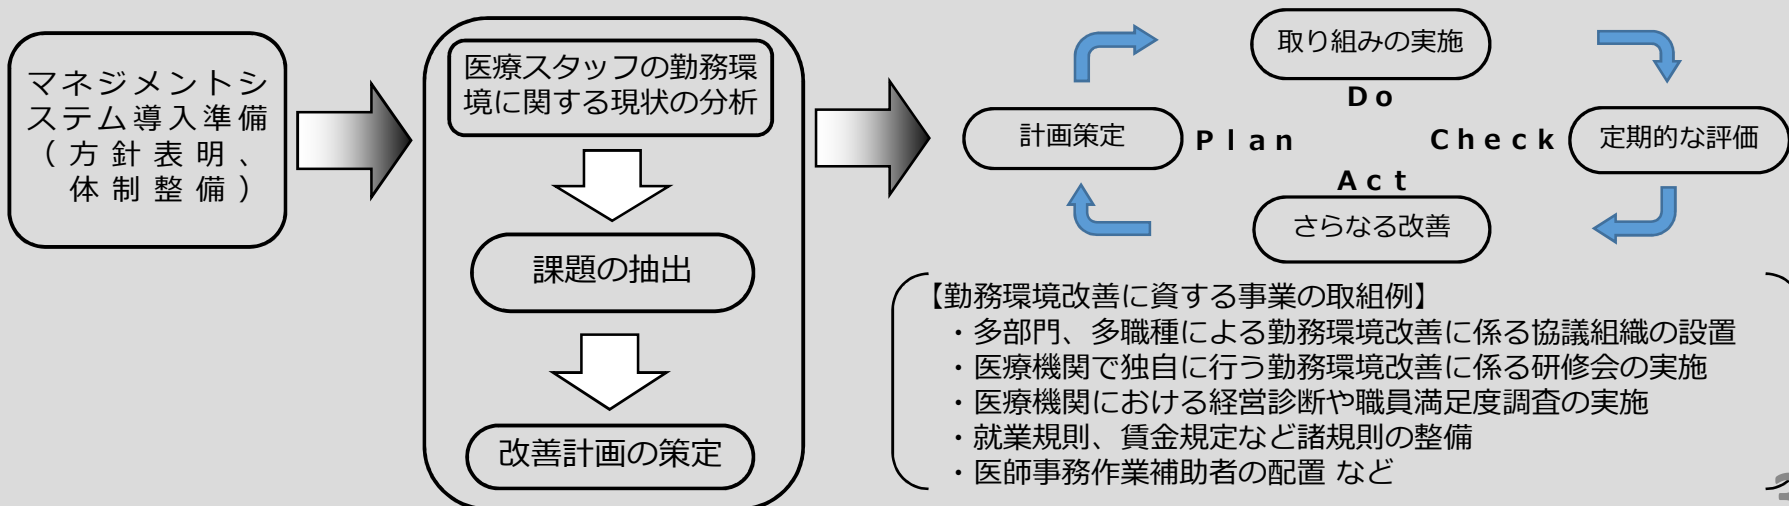 マネジメントシ
ステム導入準備
（方針表明、
体制整備）
医療スタッフの勤務環
境に関する現状の分析
課題の抽出
改善計画の策定
取り組みの実施
Do
計画策定
Plan
Check
定期的な評価
Act
さらなる改善
【勤務環境改善に資する事業の取組例】
・多部門、多職種による勤務環境改善に係る協議組織の設置
・医療機関で独自に行う勤務環境改善に係る研修会の実施
・医療機関における経営診断や職員満足度調査の実施
・就業規則、賃金規定など諸規則の整備
・医師事務作業補助者の配置 など